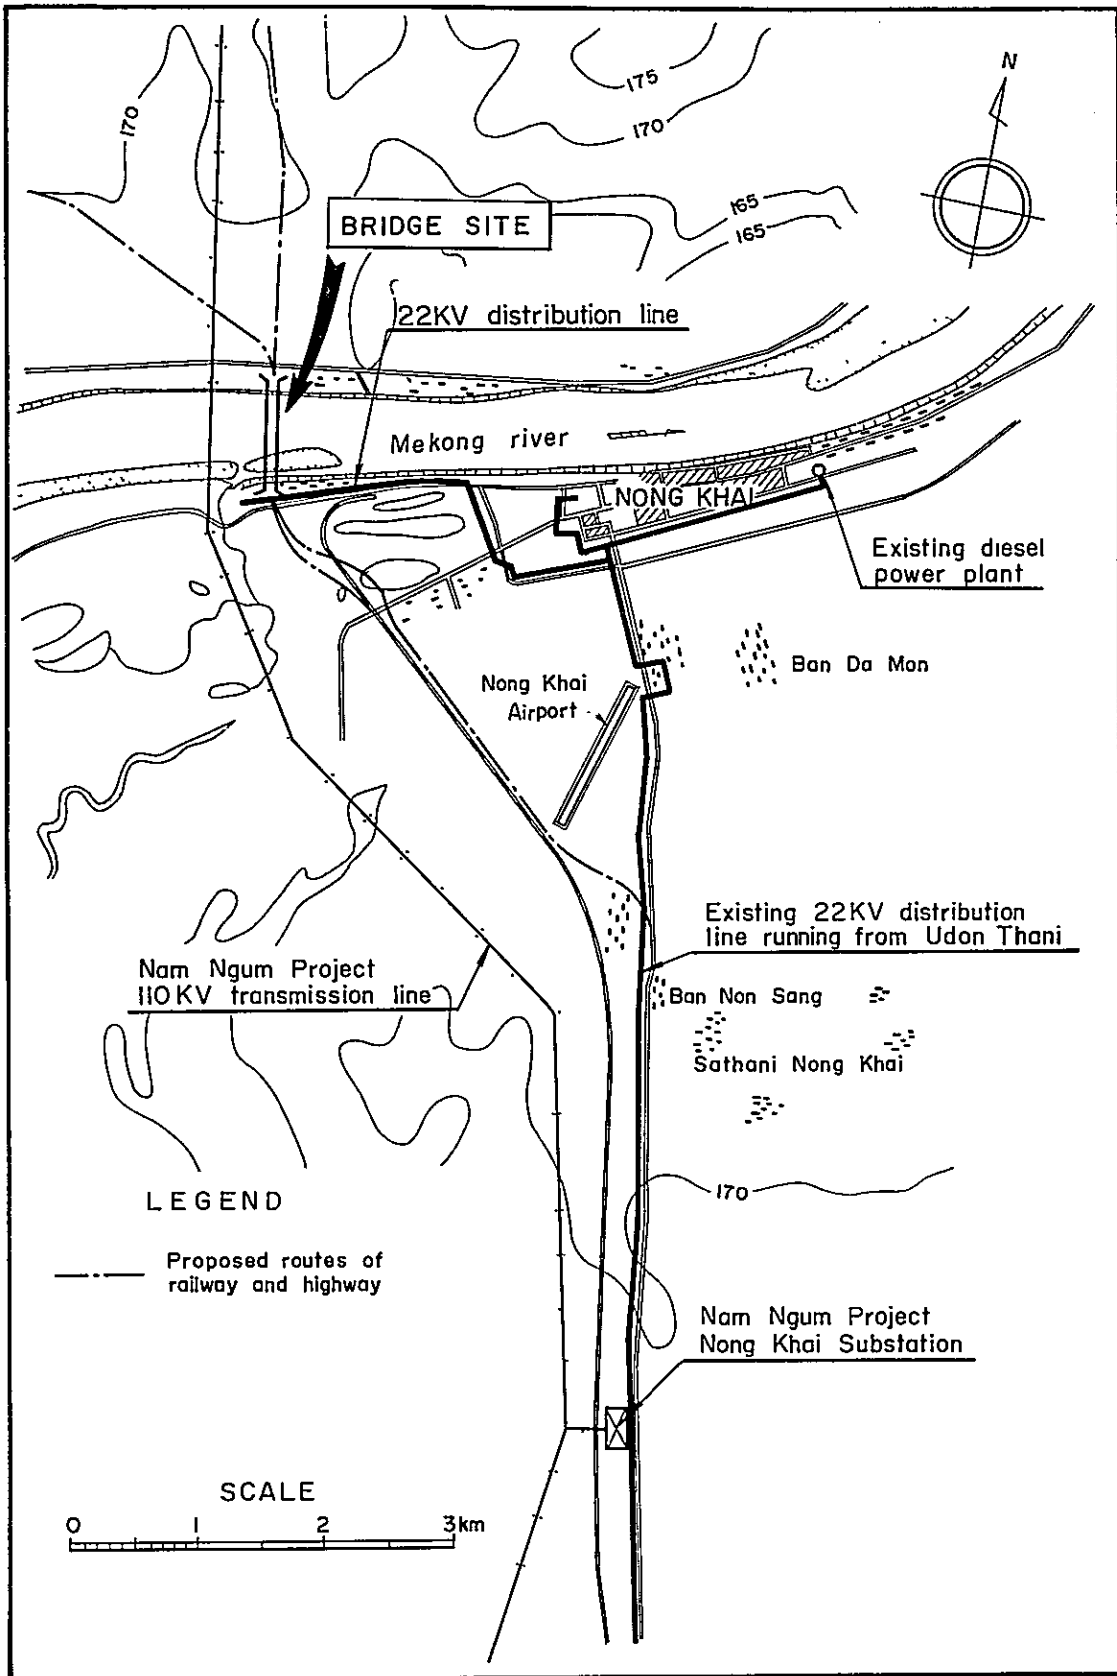 175
170
170
N
165
165
BRIDGE SITE
22KV distribution line
Mekong river
NONG KHAI
Existing diesel
power plant
Ban Da Mon
Nong Khai
Airport
Existing 22KV distribution
line running from Udon Thani
Nam Ngum Project
110KV transmission line
Ban Non Sang
Sathani Nong Khai
170
LEGEND
Proposed routes of
railway and highway
Nam Ngum Project
Nong Khai Substation
SCALE
0 1 2 3km